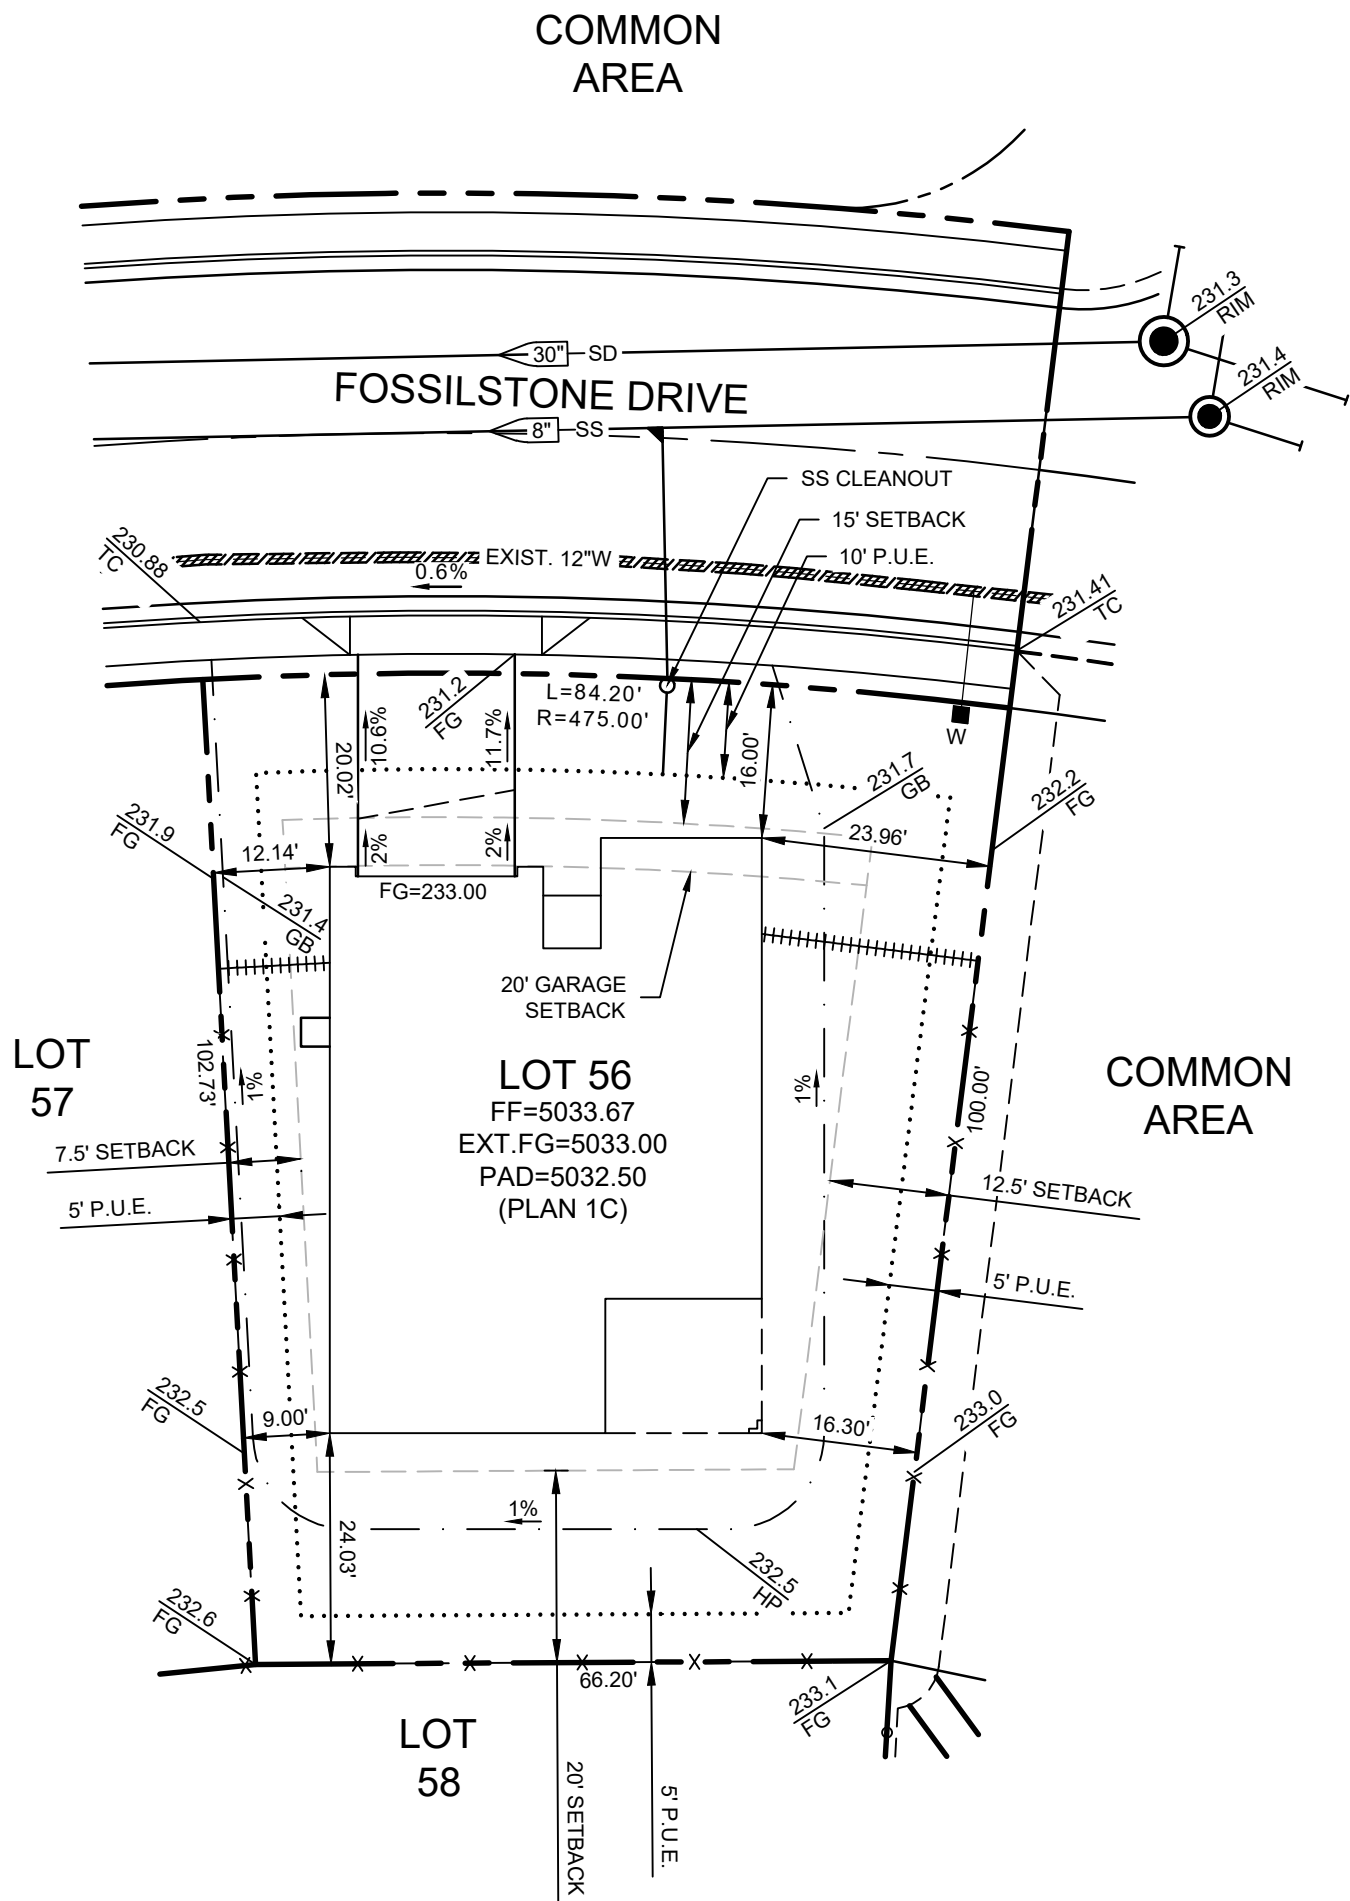 COMMON
AREA
231.3
RIM
231.4
RIM
30" SD
FOSSILSTONE DRIVE
8" SS
SS CLEANOUT
15' SETBACK
10' P.U.E.
EXIST. 12"W
0.6%
230.88
TC
231.41
TC
231.2
FG
L=84.20'
R=475.00'
W
10.6%
11.7%
20.02'
16.00'
231.7
GB
232.2
FG
231.9
FG
12.14'
2%
2%
23.96'
FG=233.00
231.4
GB
20' GARAGE
SETBACK
LOT
57
102.73'
1%
LOT 56
FF=5033.67
EXT.FG=5033.00
PAD=5032.50
(PLAN 1C)
1%
100.00'
COMMON
AREA
7.5' SETBACK
5' P.U.E.
12.5' SETBACK
5' P.U.E.
232.5
FG
9.00'
16.30'
233.0
FG
1%
24.03'
232.5
HP
232.6
FG
66.20'
233.1
FG
LOT
58
20' SETBACK
5' P.U.E.